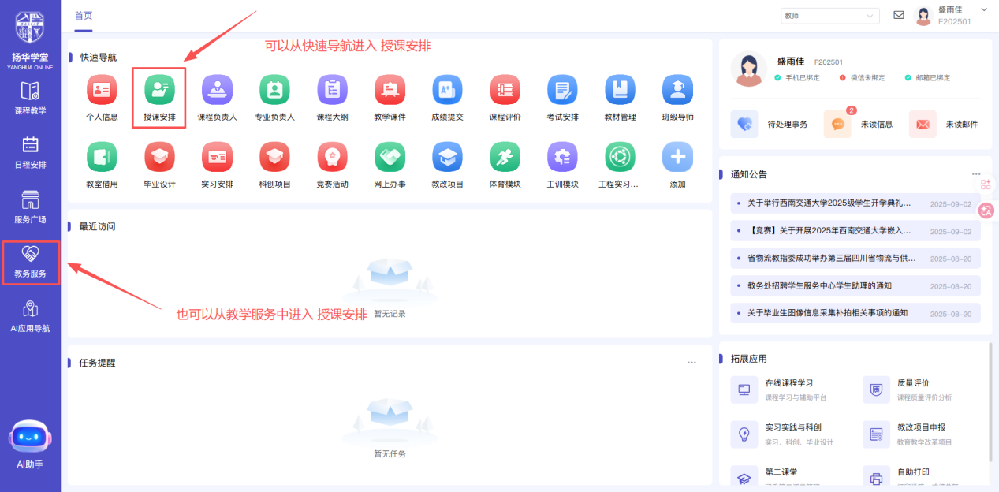 扬华学堂
YANGHUA ONLINE
课程教学
日程安排
服务广场
教务服务
AI应用导航
AI助手
首页
教师
盛雨佳
F202501
可以从快速导航进入 授课安排
快速导航
个人信息 授课安排 课程负责人 专业负责人 课程大纲 教学课件 成绩提交 课程评价 考试安排 教材管理 班级导师
教室借用 毕业设计 实习安排 科创项目 竞赛活动 网上办事 教改项目 体育模块 工训模块 工程实习... 添加
最近访问
也可以从教学服务中进入 授课安排
暂无记录
任务提醒
暂无任务
盛雨佳 F202501
手机已绑定 微信未绑定 邮箱已绑定
待处理事务 2 未读信息 未读邮件
通知公告
关于举行西南交通大学2025级学生开学典礼... 2025-09-02
【竞赛】关于开展2025年西南交通大学嵌入... 2025-09-02
省物流教指委成功举办第三届四川省物流与供... 2025-08-20
教务处招聘学生服务中心学生助理的通知 2025-08-20
关于毕业生图像信息采集补拍相关事项的通知 2025-08-20
拓展应用
在线课程学习 质量评价
课程学习与辅助平台 课程质量评价分析
实习实践与科创 教改项目申报
实习、科创、毕业设计 教育教学改革项目
第二课堂 自助打印